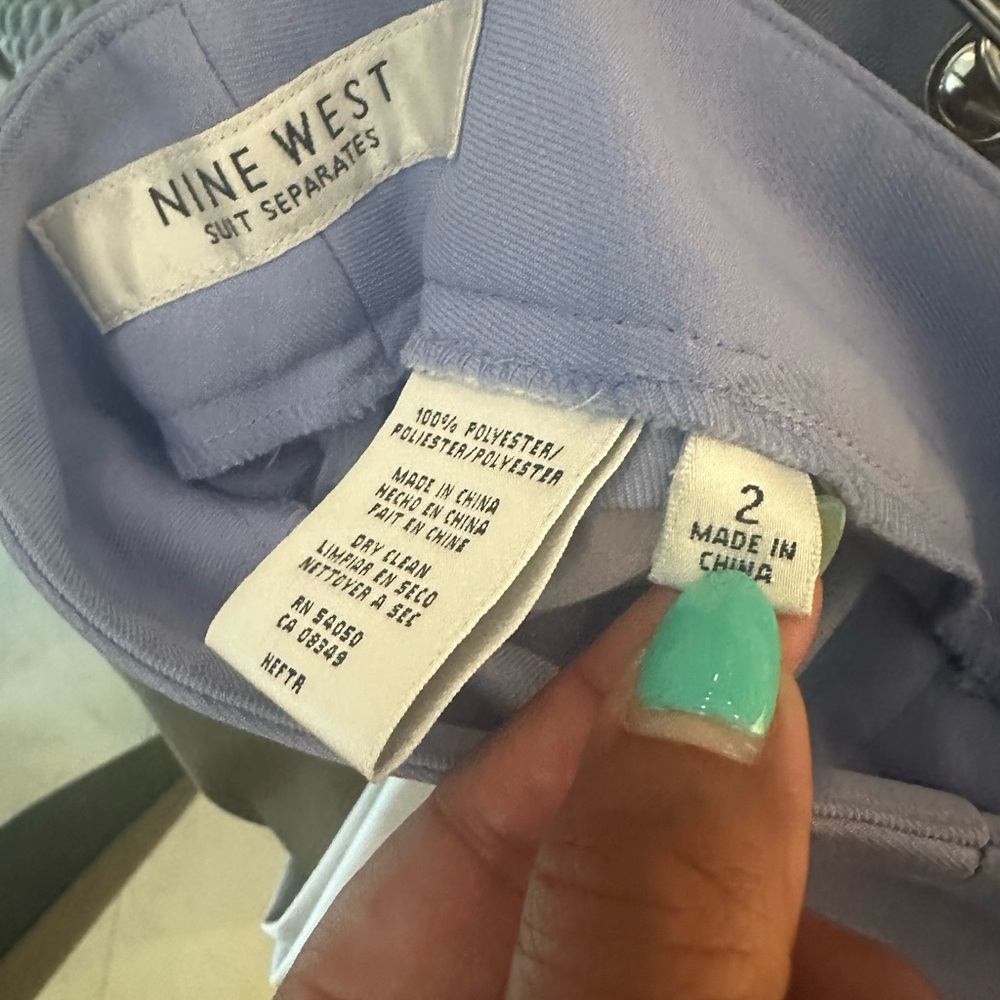 NINE WEST
SUIT SEPARATES
100% POLYESTER/
POLIESTER/POLYESTER
MADE IN CHINA
HECHO EN CHINA
FAIT EN CHINE
DRY CLEAN
LIMPIAR EN SECO
NETTOYER A SEC
RN 54050
CA 08349
HEFTR
2
MADE IN
CHINA